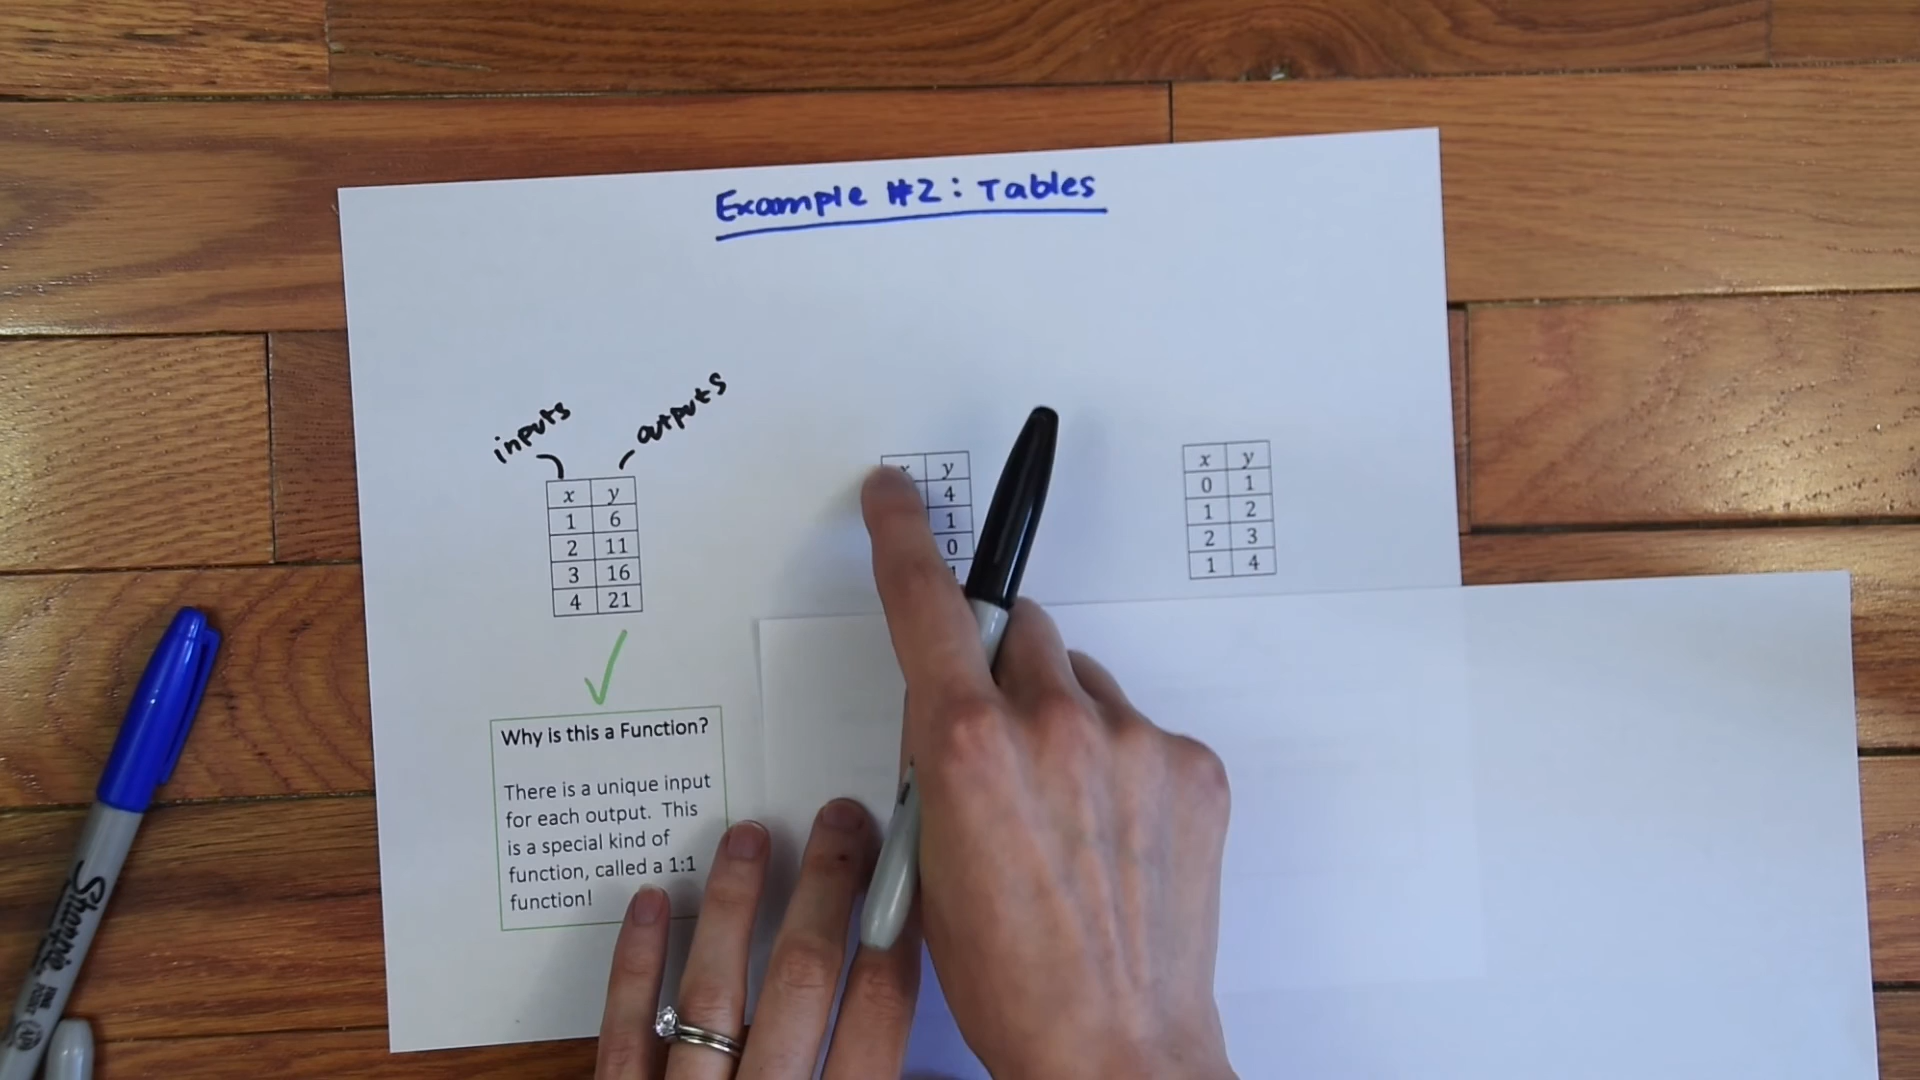 Example #2: Tables
inputs
outputs
x y
1 6
2 11
3 16
4 21
y
4
1
0
x y
0 1
1 2
2 3
1 4
Why is this a Function?
There is a unique input
for each output. This
is a special kind of
function, called a 1:1
function!
Sharpie
FINE
POINT